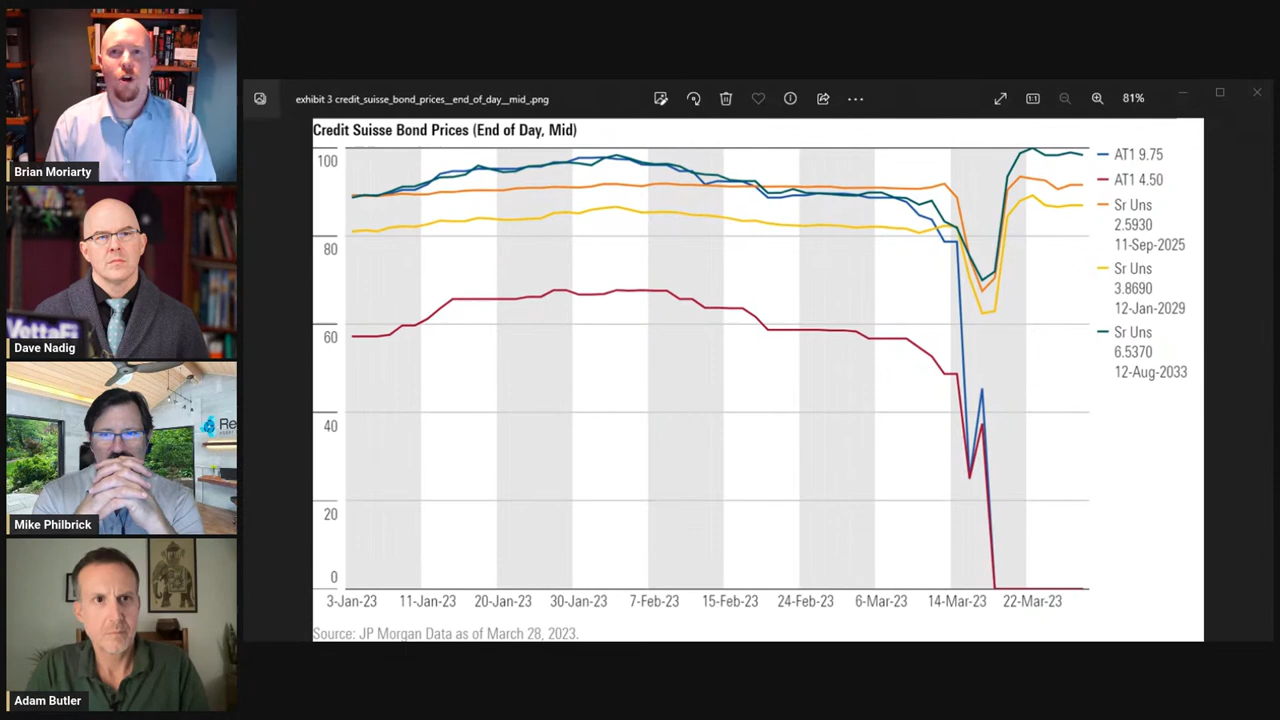 Brian Moriarty
VettaFi
Dave Nadig
Re
Mike Philbrick
Adam Butler
exhibit 3 credit_suisse_bond_prices__end_of_day__mid_.png
81%
Credit Suisse Bond Prices (End of Day, Mid)
100
80
60
40
20
0
3-Jan-23 11-Jan-23 20-Jan-23 30-Jan-23 7-Feb-23 15-Feb-23 24-Feb-23 6-Mar-23 14-Mar-23 22-Mar-23
AT1 9.75
AT1 4.50
Sr Uns
2.5930
11-Sep-2025
Sr Uns
3.8690
12-Jan-2029
Sr Uns
6.5370
12-Aug-2033
Source: JP Morgan Data as of March 28, 2023.